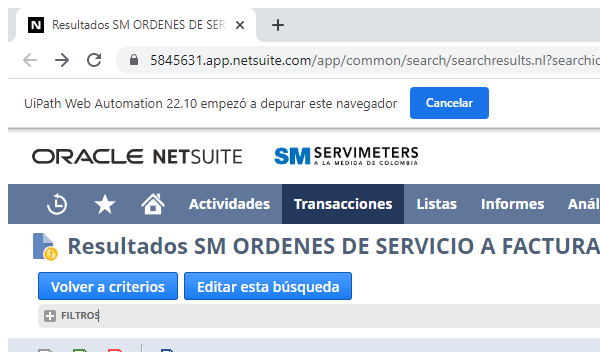 Resultados SM ORDENES DE SER
5845631.app.netsuite.com/app/common/search/searchresults.nl?searchid
UiPath Web Automation 22.10 empezó a depurar este navegador
Cancelar
ORACLE NETSUITE
SM SERVIMETERS
A LA MEDIDA DE COLOMBIA
Actividades Transacciones Listas Informes Anál
Resultados SM ORDENES DE SERVICIO A FACTURA
Volver a criterios Editar esta búsqueda
FILTROS